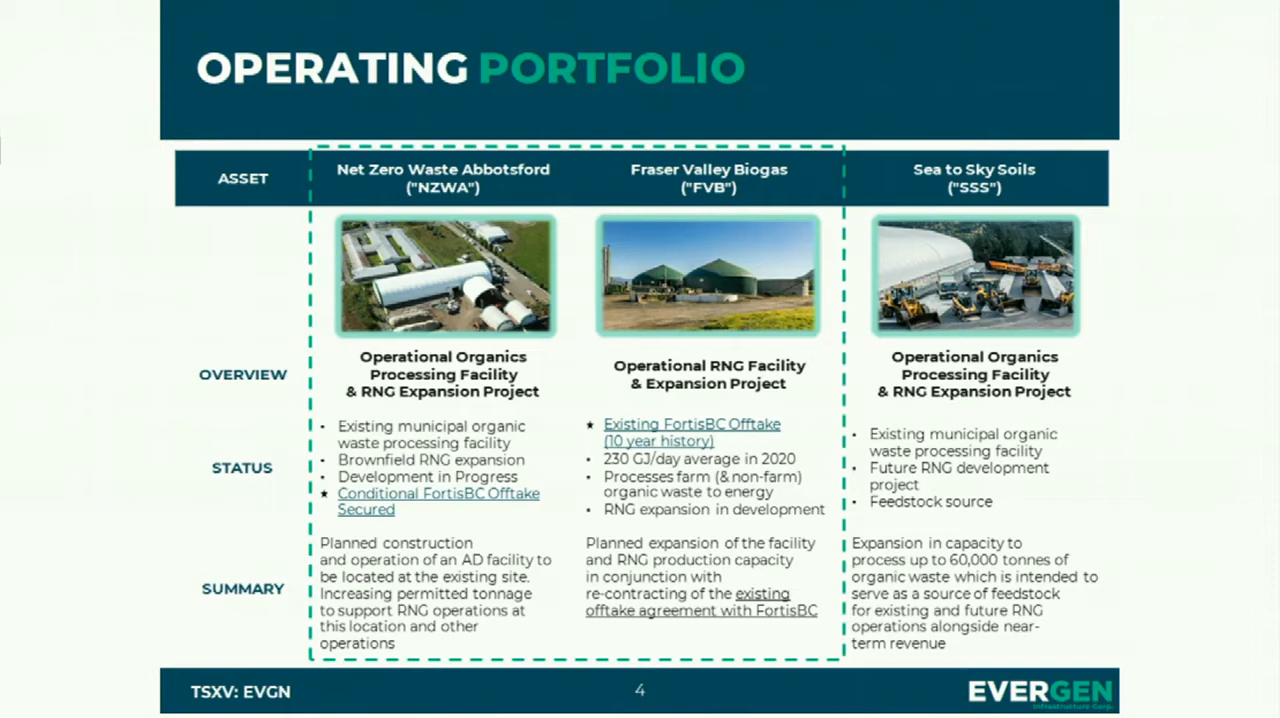 OPERATING PORTFOLIO
ASSET
Net Zero Waste Abbotsford
("NZWA")
Fraser Valley Biogas
("FVB")
Sea to Sky Soils
("SSS")
OVERVIEW
Operational Organics
Processing Facility
& RNG Expansion Project
Operational RNG Facility
& Expansion Project
Operational Organics
Processing Facility
& RNG Expansion Project
STATUS
• Existing municipal organic
waste processing facility
• Brownfield RNG expansion
• Development in Progress
★ Conditional FortisBC Offtake
Secured
★ Existing FortisBC Offtake
(10 year history)
• 230 GJ/day average in 2020
• Processes farm (& non-farm)
organic waste to energy
• RNG expansion in development
• Existing municipal organic
waste processing facility
• Future RNG development
project
• Feedstock source
SUMMARY
Planned construction
and operation of an AD facility to
be located at the existing site.
Increasing permitted tonnage
to support RNG operations at
this location and other
operations
Planned expansion of the facility
and RNG production capacity
in conjunction with
re-contracting of the existing
offtake agreement with FortisBC
Expansion in capacity to
process up to 60,000 tonnes of
organic waste which is intended to
serve as a source of feedstock
for existing and future RNG
operations alongside near-
term revenue
TSXV: EVGN
4
EVERGEN
Infrastructure Corp.